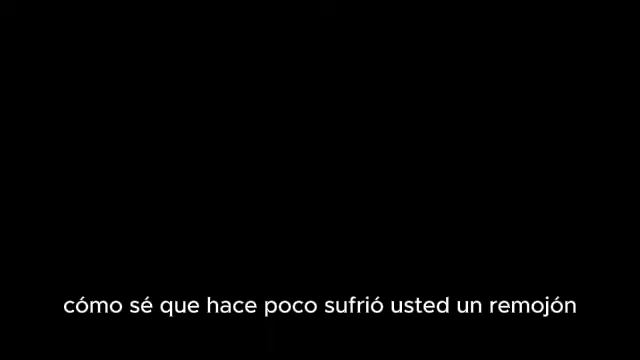 cómo sé que hace poco sufrió usted un remojón